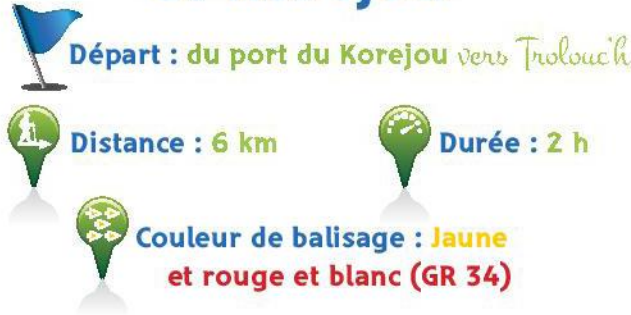 Départ : du port du Korejou vers Trolouc'h
Distance : 6 km
Durée : 2 h
Couleur de balisage : Jaune
et rouge et blanc (GR 34)